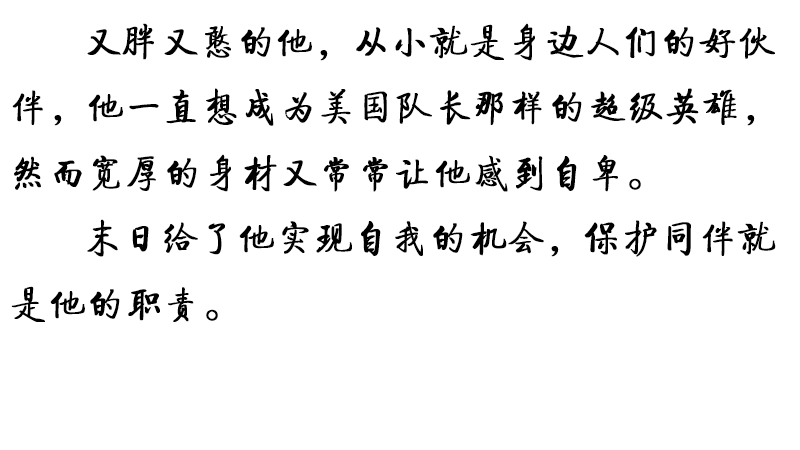 又胖又憨的他，从小就是身边人们的好伙
伴，他一直想成为美国队长那样的超级英雄，
然而宽厚的身材又常常让他感到自卑。
末日给了他实现自我的机会，保护同伴就
是他的职责。